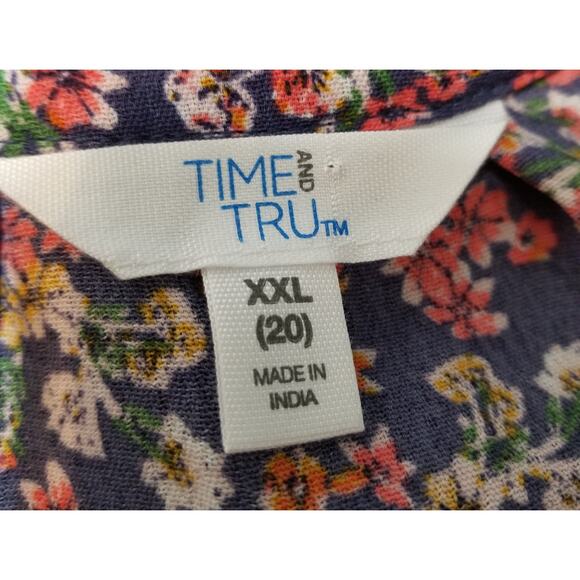 TIME AND
TRU™
XXL
(20)
MADE IN
INDIA